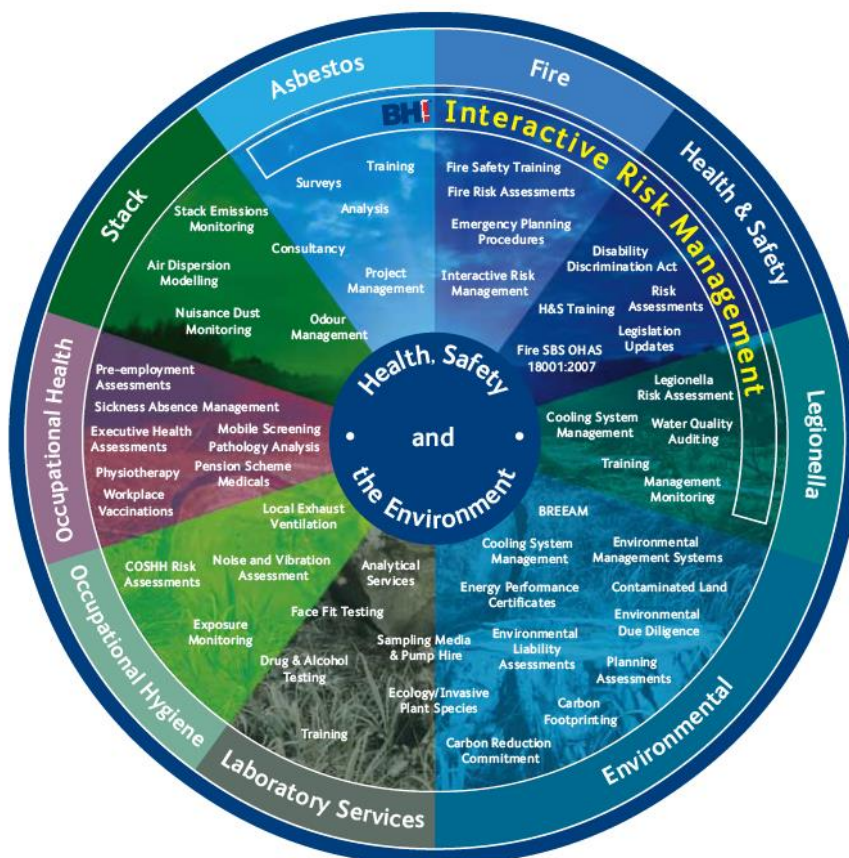 Asbestos
Fire
Health & Safety
Legionella
Environmental
Laboratory Services
Occupational Hygiene
Occupational Health
Stack
BH
Interactive Risk Management
Training
Surveys
Analysis
Consultancy
Project
Management
Fire Safety Training
Fire Risk Assessments
Emergency Planning
Procedures
Interactive Risk
Management
Disability
Discrimination Act
Risk
Assessments
H&S Training
Legislation
Updates
Fire SBS OHAS
18001:2007
Legionella
Risk Assessment
Cooling System
Management
Water Quality
Auditing
Training
Management
Monitoring
BREEAM
Cooling System
Management
Environmental
Management Systems
Energy Performance
Certificates
Contaminated Land
Environmental
Due Diligence
Environmental
Liability
Assessments
Planning
Assessments
Carbon
Footprinting
Carbon Reduction
Commitment
Analytical
Services
Face Fit Testing
Sampling Media
& Pump Hire
Drug & Alcohol
Testing
Ecology/Invasive
Plant Species
Training
Local Exhaust
Ventilation
COSHH Risk
Assessments
Noise and Vibration
Assessment
Exposure
Monitoring
Pre-employment
Assessments
Sickness Absence Management
Executive Health
Assessments
Mobile Screening
Pathology Analysis
Physiotherapy
Pension Scheme
Medicals
Workplace
Vaccinations
Stack Emissions
Monitoring
Air Dispersion
Modelling
Nuisance Dust
Monitoring
Odour
Management
Health, Safety
and
the Environment